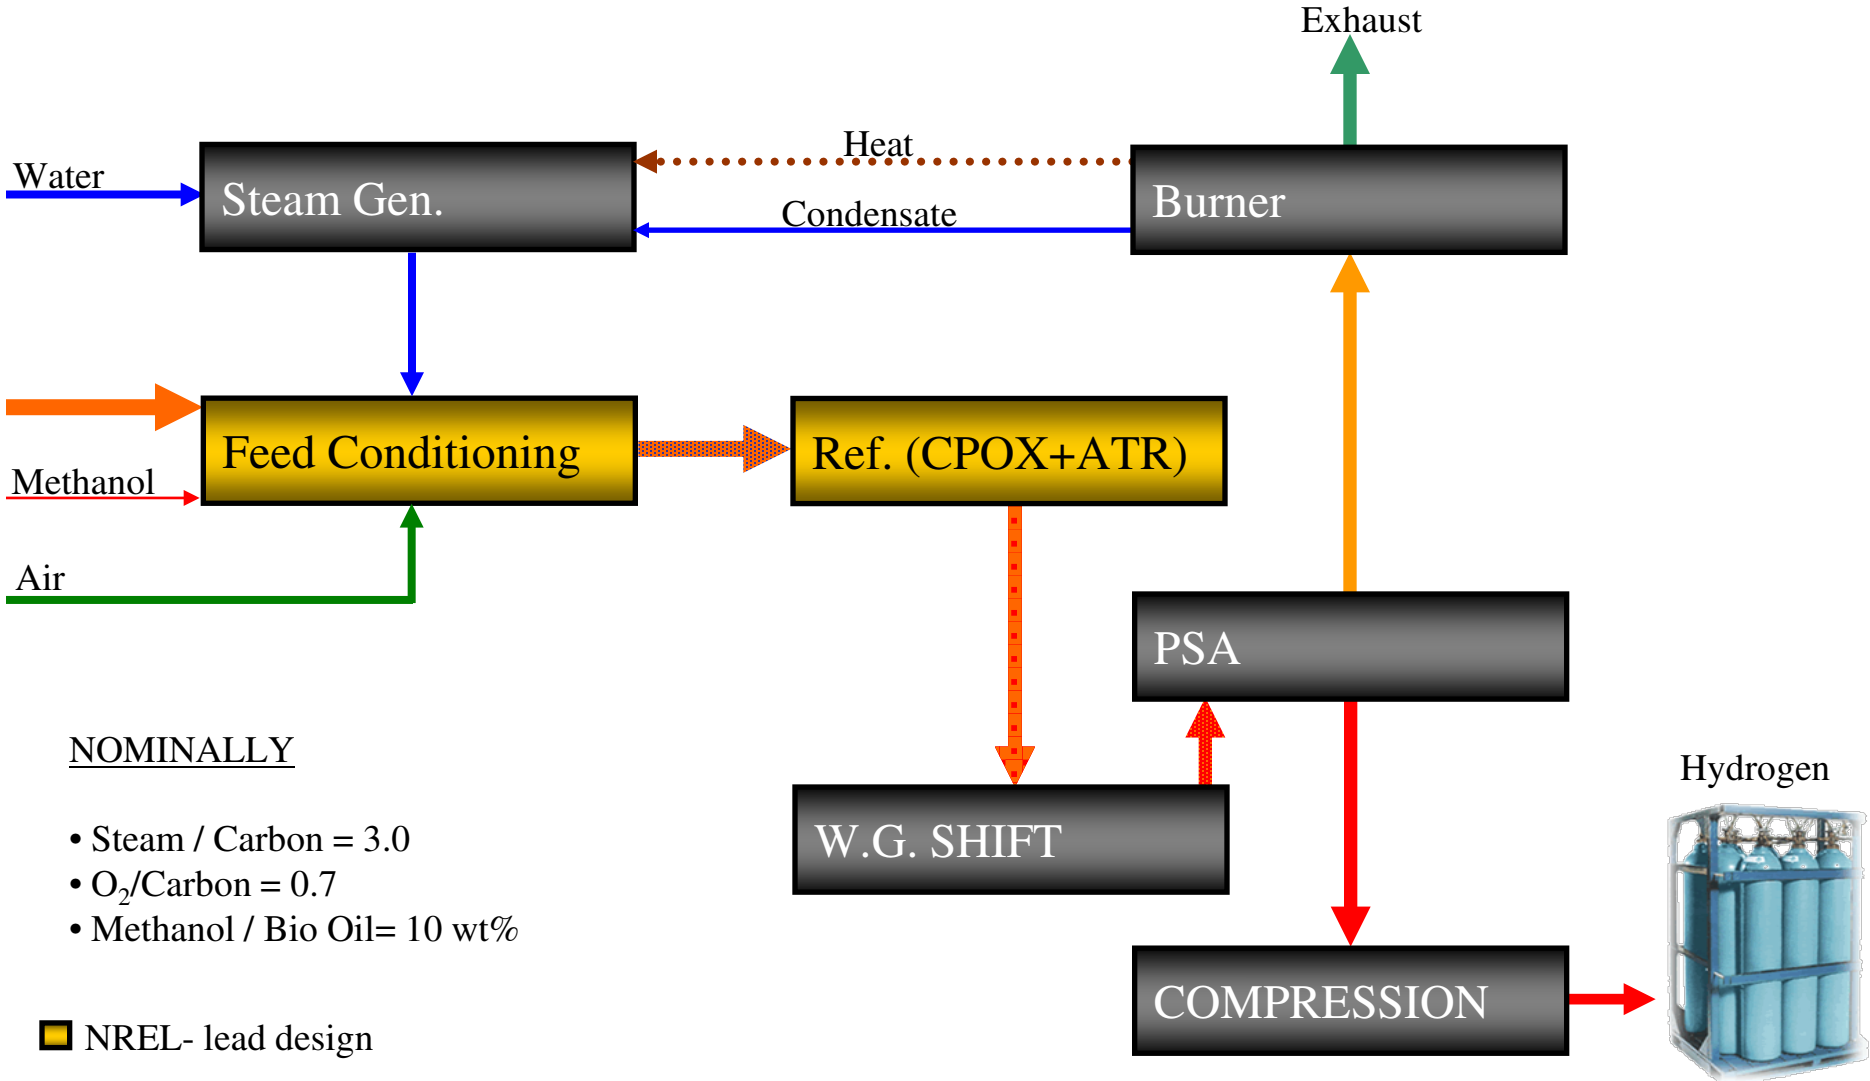 Exhaust
Heat
Water
Steam Gen.
Burner
Condensate
Feed Conditioning
Ref. (CPOX+ATR)
Methanol
Air
PSA
NOMINALLY
Hydrogen
• Steam / Carbon = 3.0
W.G. SHIFT
• O₂/Carbon = 0.7
• Methanol / Bio Oil= 10 wt%
COMPRESSION
NREL- lead design